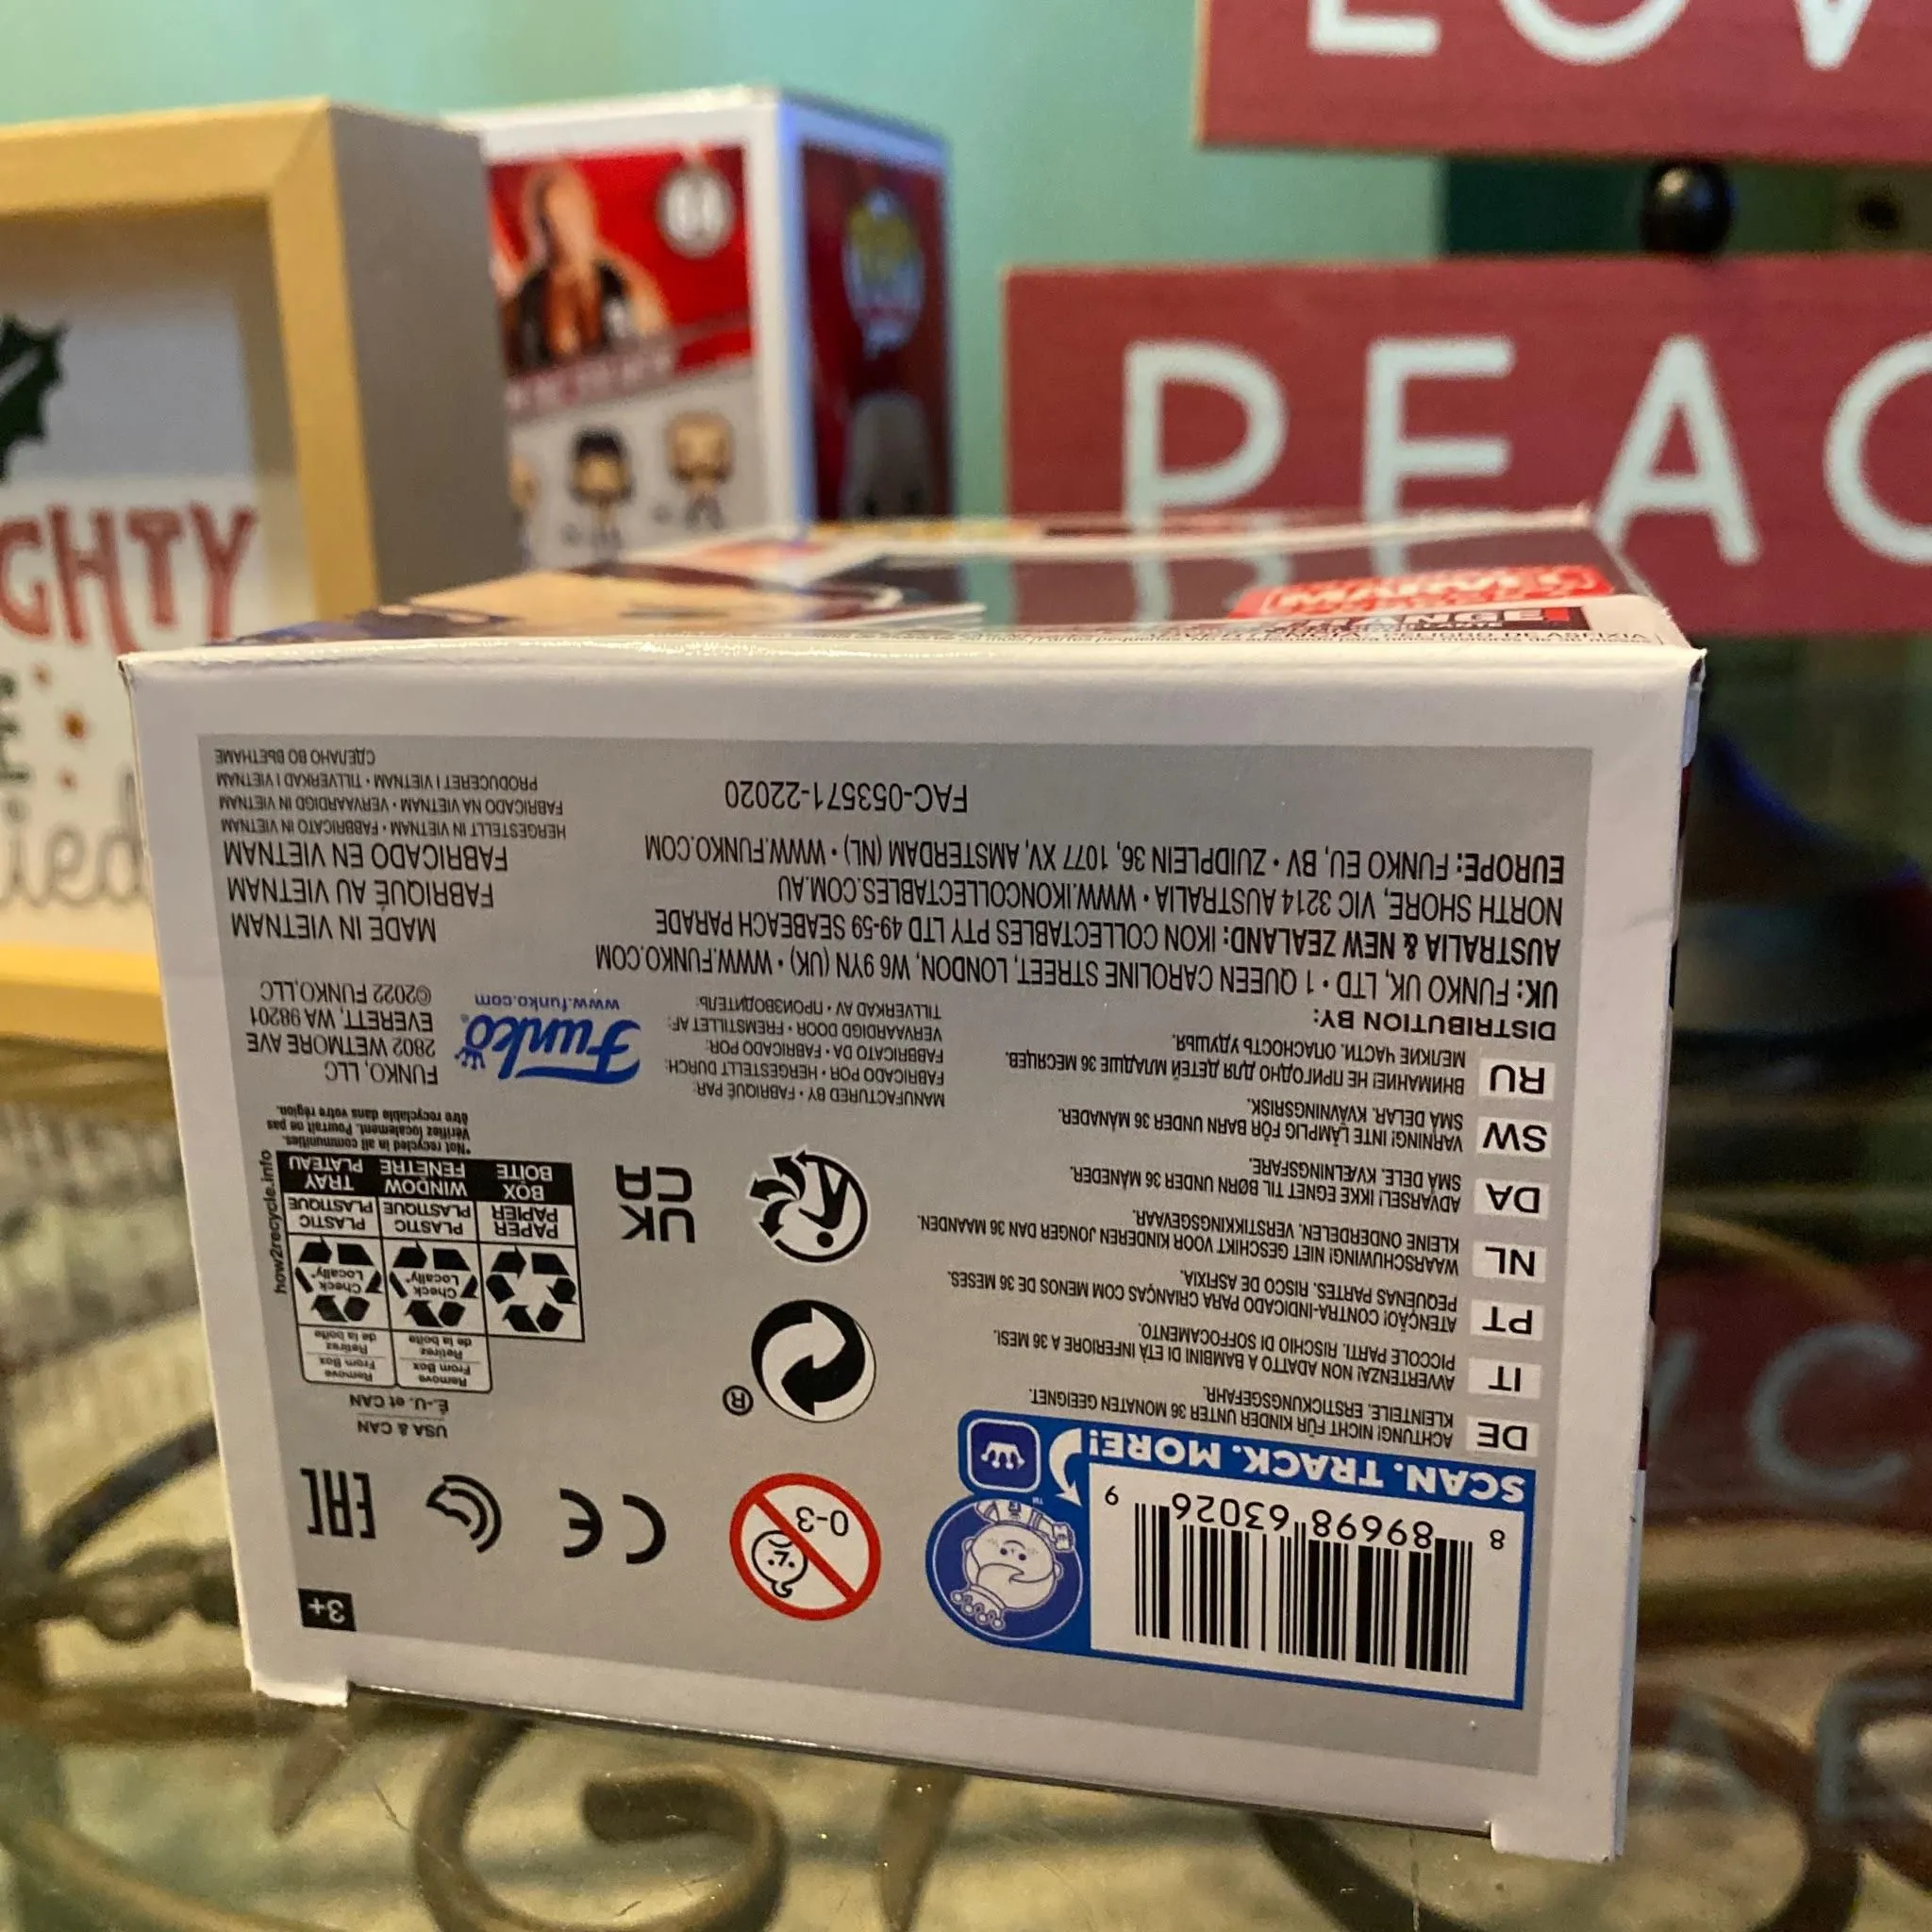 LOV
PEAC
GHTY
ied
MARVEL
RANGE
8 89698 63026 9
SCAN. TRACK. MORE!
0-3
CE
EAC
3+
DE ACHTUNG! NICHT FÜR KINDER UNTER 36 MONATEN GEEIGNET.
KLEINTEILE. ERSTICKUNGSGEFAHR.
IT AVVERTENZA! NON ADATTO A BAMBINI DI ETÀ INFERIORE A 36 MESI.
PICCOLE PARTI. RISCHIO DI SOFFOCAMENTO.
PT ATENÇÃO! CONTRA-INDICADO PARA CRIANÇAS COM MENOS DE 36 MESES.
PEQUENAS PARTES. RISCO DE ASFIXIA.
NL WAARSCHUWING! NIET GESCHIKT VOOR KINDEREN JONGER DAN 36 MAANDEN.
KLEINE ONDERDELEN. VERSTIKKINGSGEVAAR.
DA ADVARSEL! IKKE EGNET TIL BØRN UNDER 36 MÅNEDER.
SMÅ DELE. KVÆLNINGSFARE.
SW VARNING! INTE LÄMPLIG FÖR BARN UNDER 36 MÅNADER.
SMÅ DELAR. KVÄVNINGSRISK.
RU ВНИМАНИЕ! НЕ ПРИГОДНО ДЛЯ ДЕТЕЙ МЛАДШЕ 36 МЕСЯЦЕВ.
МЕЛКИЕ ЧАСТИ. ОПАСНОСТЬ УДУШЬЯ.
®
UK
CA
USA & CAN
É.-U. et CAN
Remove From Box
Retirez de la boîte
Remove From Box
Retirez de la boîte
Check Locally*
Check Locally*
PAPER PAPIER
PLASTIC PLASTIQUE
PLASTIC PLASTIQUE
BOX BOÎTE
WINDOW FENÊTRE
TRAY PLATEAU
how2recycle.info
*Not recycled in all communities.
Vérifiez localement. Pourrait ne pas
être recyclable dans votre région.
MANUFACTURED BY • FABRIQUÉ PAR:
FABRICADO POR • HERGESTELLT DURCH:
FABBRICATO DA • FABRICADO POR:
VERVAARDIGD DOOR • FREMSTILLET AF:
TILLVERKAD AV • ПРОИЗВОДИТЕЛЬ:
Funko®
www.funko.com
FUNKO, LLC
2802 WETMORE AVE
EVERETT, WA 98201
©2022 FUNKO,LLC
DISTRIBUTION BY:
UK: FUNKO UK, LTD • 1 QUEEN CAROLINE STREET, LONDON, W6 9YN (UK) • WWW.FUNKO.COM
AUSTRALIA & NEW ZEALAND: IKON COLLECTABLES PTY LTD 49-59 SEABEACH PARADE
NORTH SHORE, VIC 3214 AUSTRALIA • WWW.IKONCOLLECTABLES.COM.AU
EUROPE: FUNKO EU, BV • ZUIDPLEIN 36, 1077 XV, AMSTERDAM (NL) • WWW.FUNKO.COM
FAC-053571-22020
MADE IN VIETNAM
FABRIQUÉ AU VIETNAM
FABRICADO EN VIETNAM
HERGESTELLT IN VIETNAM • FABBRICATO IN VIETNAM
FABRICADO NA VIETNAM • VERVAARDIGD IN VIETNAM
PRODUCERET I VIETNAM • TILLVERKAD I VIETNAM
СДЕЛАНО ВО ВЬЕТНАМЕ